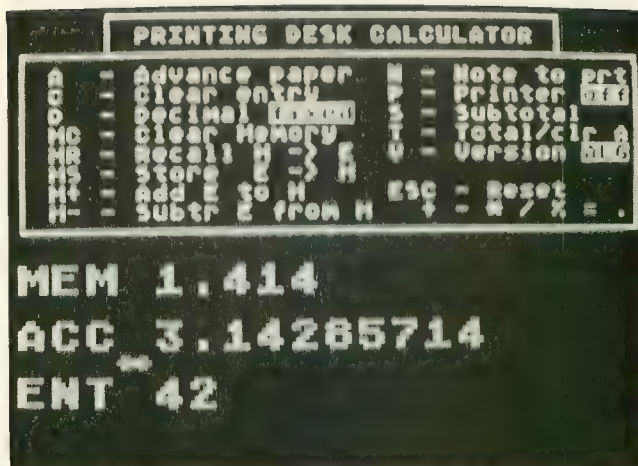 PRINTING DESK CALCULATOR
A = Advance paper N = Note to prt
C = Clear entry P = Printer off
D = Decimal fixed S = Subtotal
MC = Clear Memory T = Total/clr A
MR = Recall M -> E V = Version ALG
MS = Store E -> M
M+ = Add E to M ESC = Reset
M- = Subtr E from M + - * / % = .
MEM 1.414
ACC 3.14285714
ENT 42